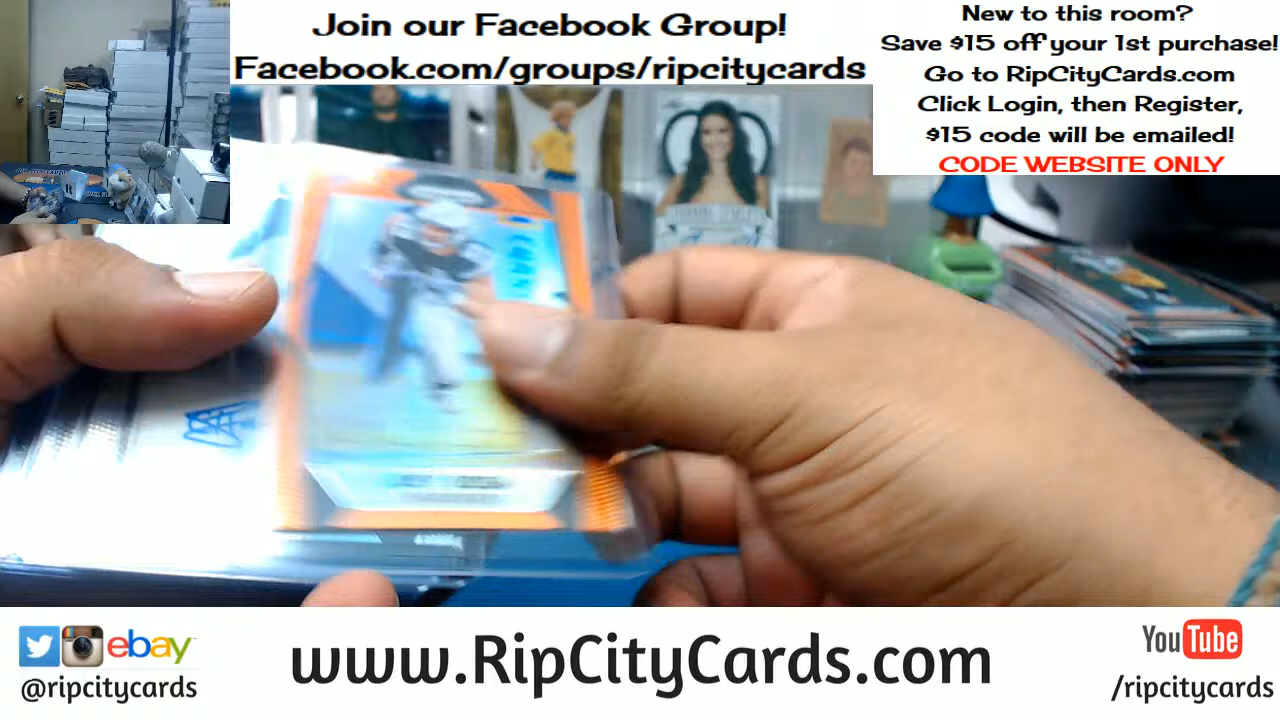 Join our Facebook Group!
Facebook.com/groups/ripcitycards
New to this room?
Save $15 off your 1st purchase!
Go to RipCityCards.com
Click Login, then Register,
$15 code will be emailed!
CODE WEBSITE ONLY
ebay
@ripcitycards
www.RipCityCards.com
YouTube
/ripcitycards